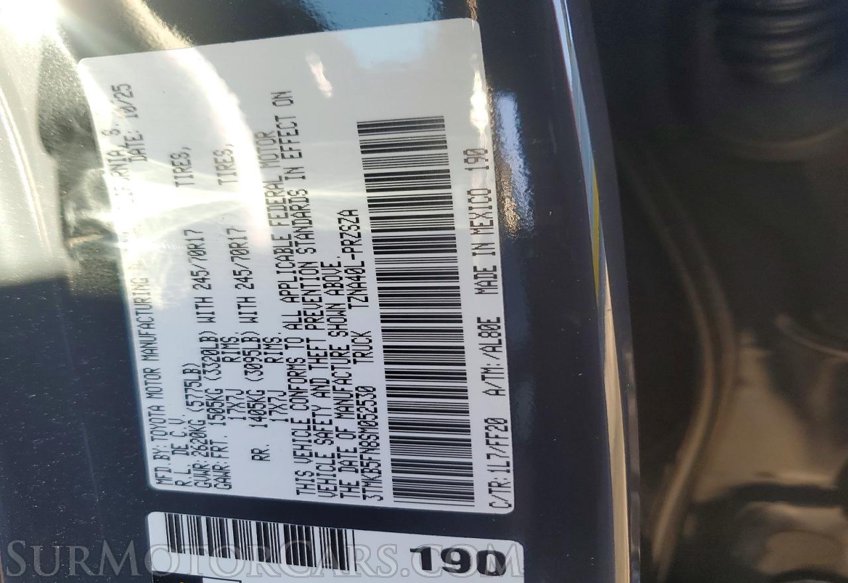 MFD. BY: TOYOTA MOTOR MANUFACTURING
DATE: 10/25
GVWR: 2620KG (5775LB)
GAWR: FRT. 1505KG (3320LB) WITH 245/70R17 TIRES,
17X7J RIMS.
RR. 1405KG (3095LB) WITH 245/70R17 TIRES,
17X7J RIMS.
THIS VEHICLE CONFORMS TO ALL APPLICABLE FEDERAL MOTOR
VEHICLE SAFETY AND THEFT PREVENTION STANDARDS IN EFFECT ON
THE DATE OF MANUFACTURE SHOWN ABOVE.
3TMKB5FN6SM052530 TRUCK TZNA40L-PRZSZA
C/TR:1L7/FF20 A/TM:/AL80E MADE IN MEXICO 190
190
SURMOTORCARS.COM